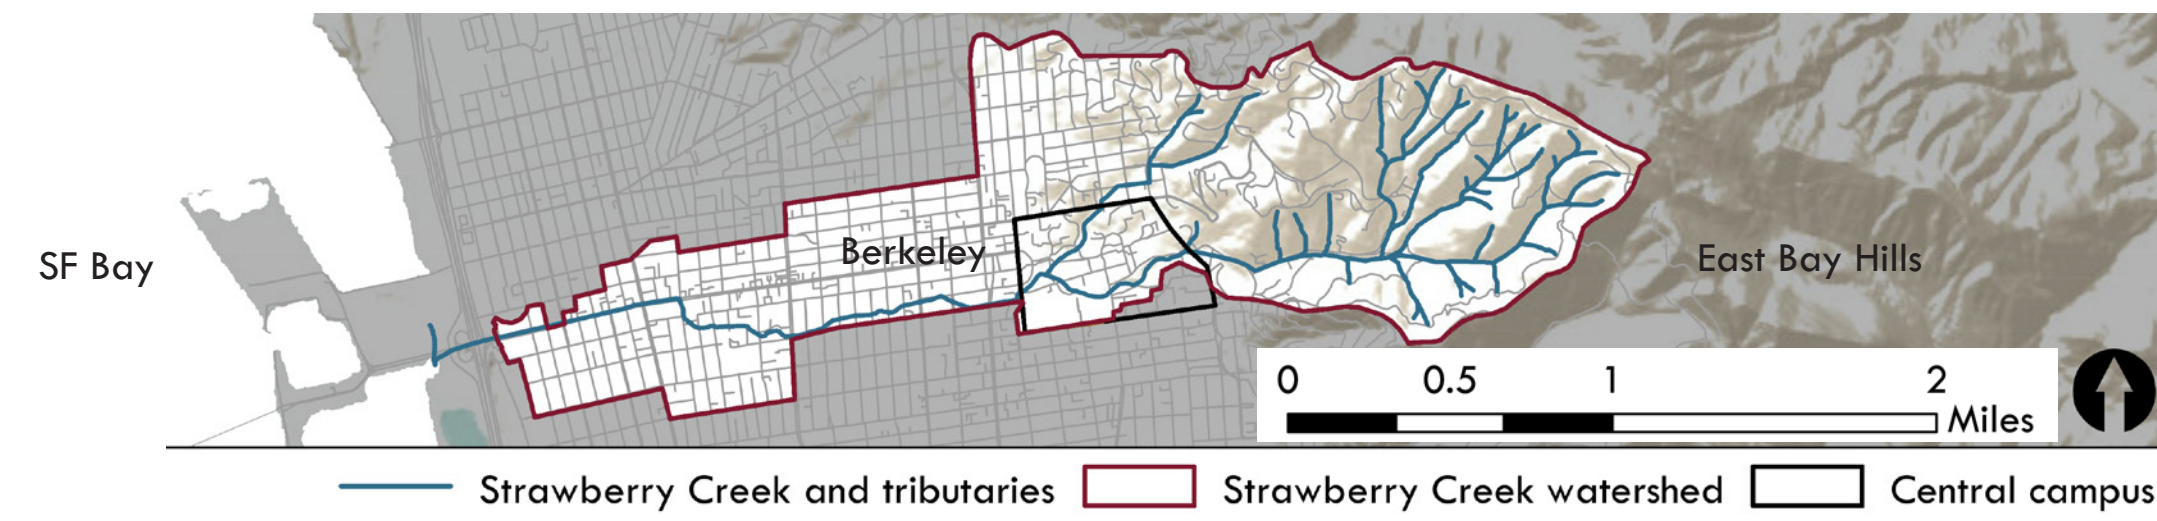 Berkeley
SF Bay
East Bay Hills
0 0.5 1 2
Miles
Strawberry Creek and tributaries
Strawberry Creek watershed
Central campus